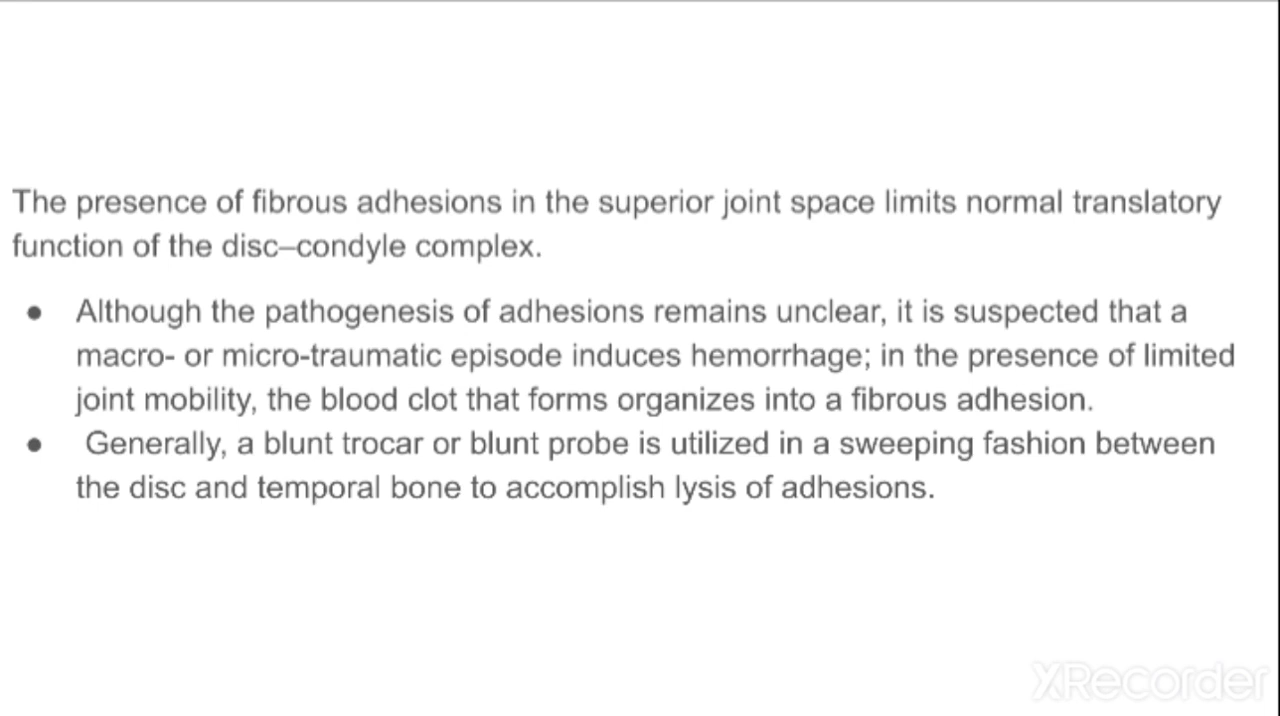 The presence of fibrous adhesions in the superior joint space limits normal translatory
function of the disc–condyle complex.
● Although the pathogenesis of adhesions remains unclear, it is suspected that a
macro- or micro-traumatic episode induces hemorrhage; in the presence of limited
joint mobility, the blood clot that forms organizes into a fibrous adhesion.
● Generally, a blunt trocar or blunt probe is utilized in a sweeping fashion between
the disc and temporal bone to accomplish lysis of adhesions.
XRecorder